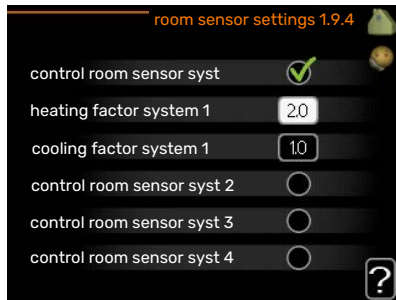 room sensor settings 1.9.4
control room sensor syst
heating factor system 1 2.0
cooling factor system 1 1.0
control room sensor syst 2
control room sensor syst 3
control room sensor syst 4
?